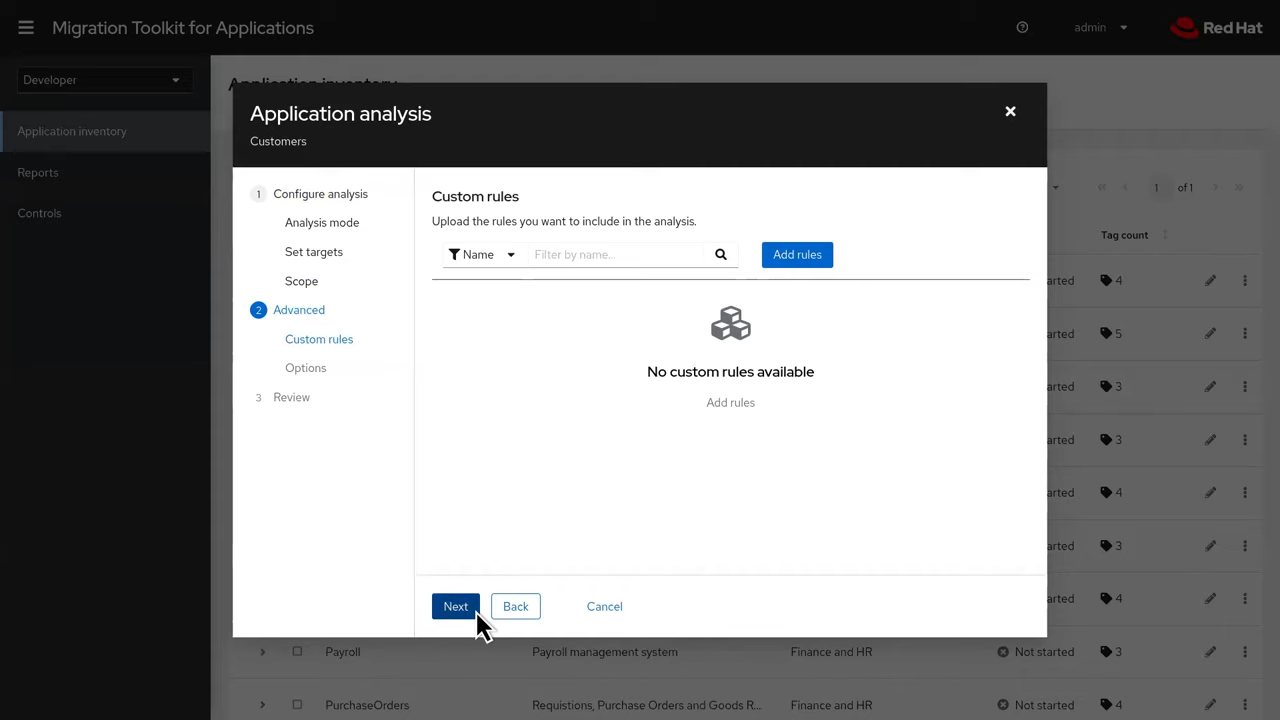 Migration Toolkit for Applications
admin
Red Hat
Developer
Application inventory
Reports
Controls
Application inventory
Application analysis
Customers
1 Configure analysis
Analysis mode
Set targets
Scope
2 Advanced
Custom rules
Options
3 Review
Custom rules
Upload the rules you want to include in the analysis.
Name
Filter by name...
Add rules
No custom rules available
Add rules
Next
Back
Cancel
1 of 1
Tag count
arted 4
5
3
arted 3
arted 4
arted 3
arted 4
Payroll Payroll management system Finance and HR Not started 3
PurchaseOrders Requistions, Purchase Orders and Goods R... Finance and HR Not started 4